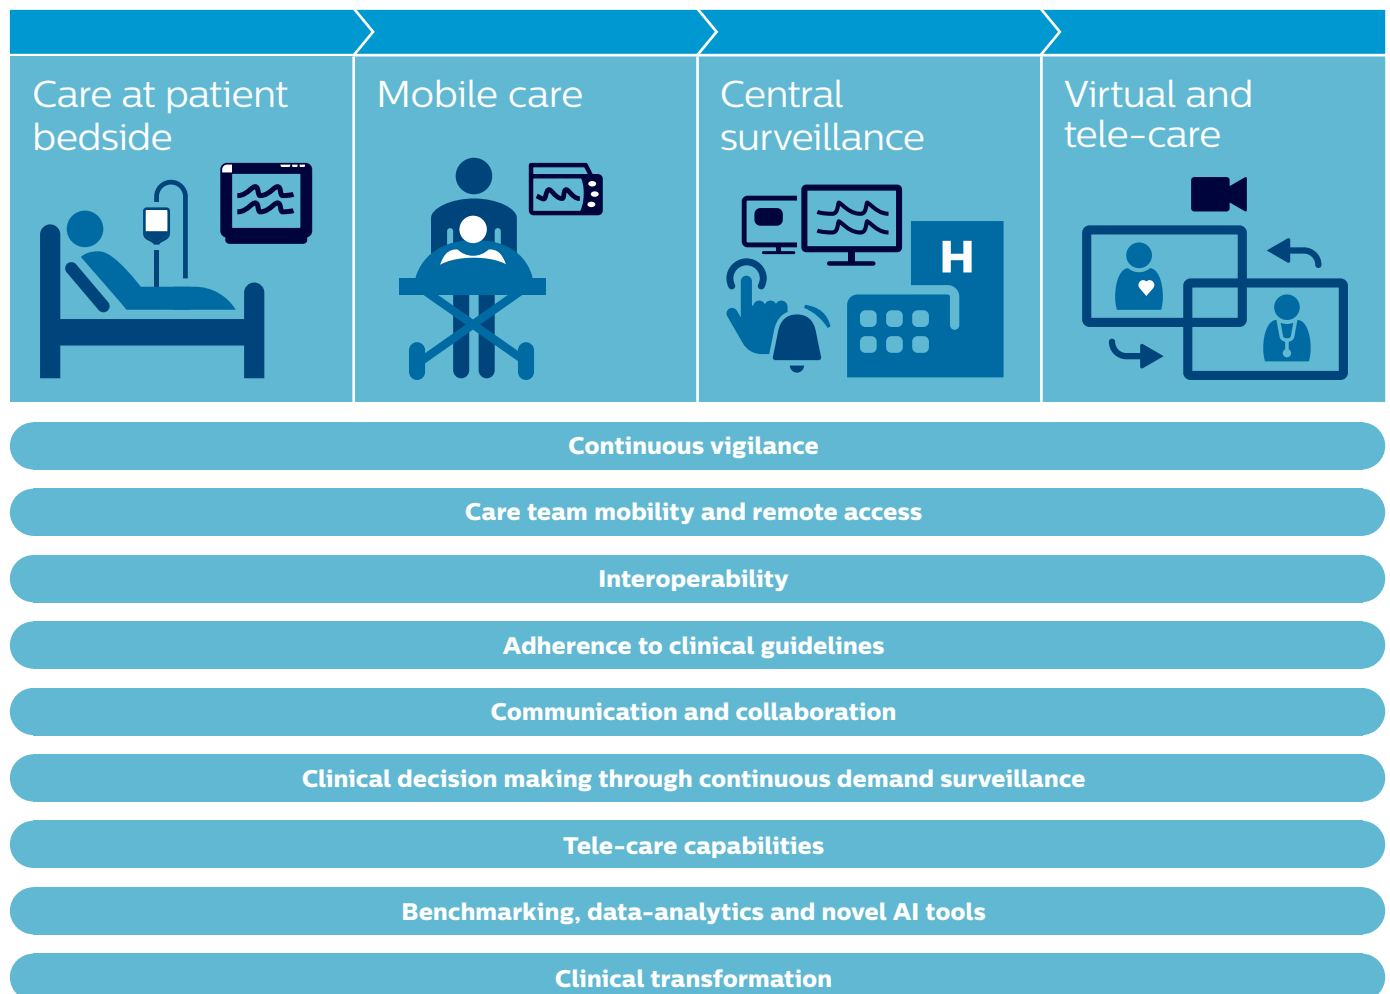 Care at patient
bedside
Mobile care
Central
surveillance
H
Virtual and
tele-care
Continuous vigilance
Care team mobility and remote access
Interoperability
Adherence to clinical guidelines
Communication and collaboration
Clinical decision making through continuous demand surveillance
Tele-care capabilities
Benchmarking, data-analytics and novel AI tools
Clinical transformation